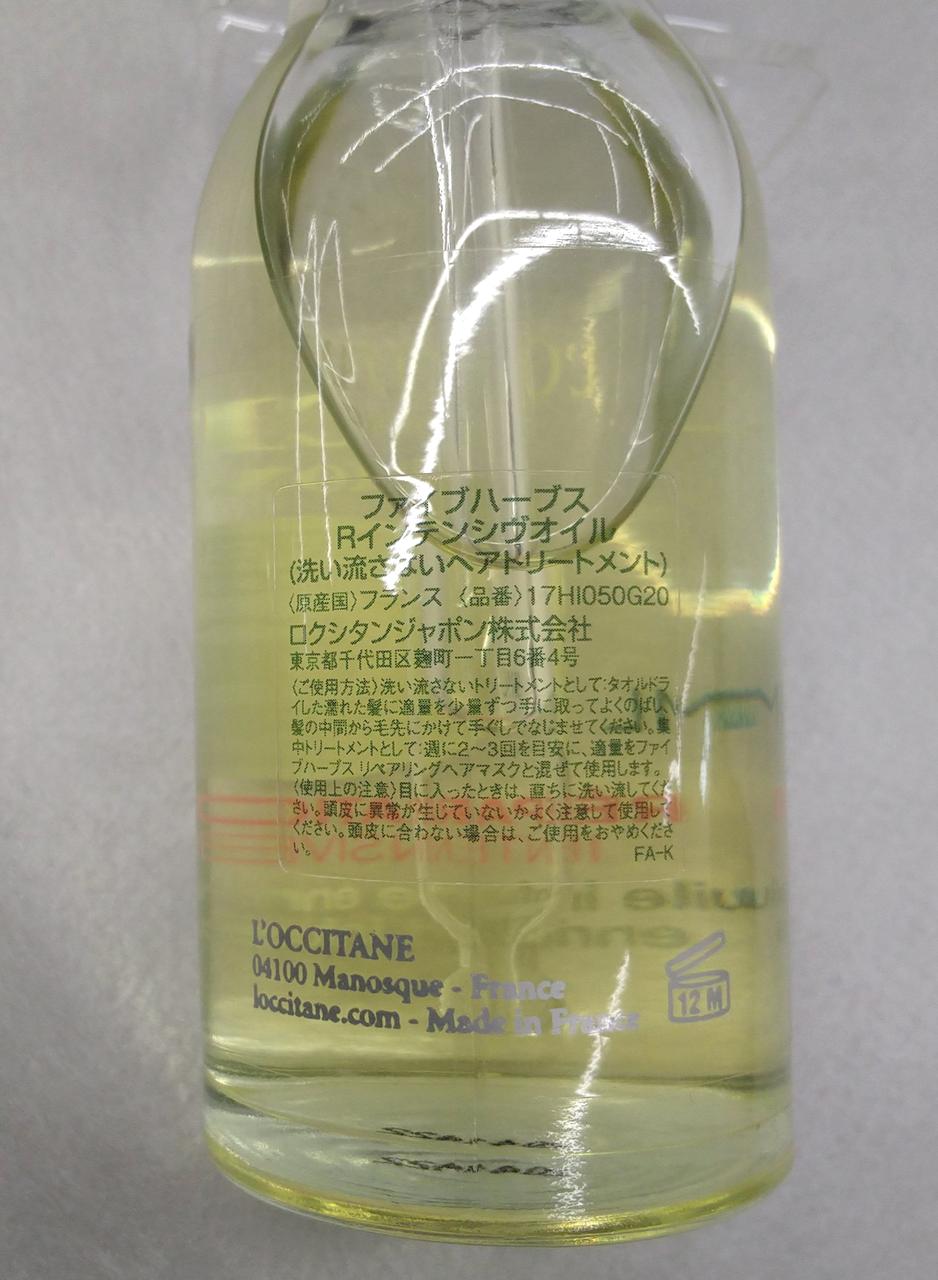 ファイブハーブス
Rインテンシヴオイル
(洗い流さないヘアトリートメント)
〈原産国〉フランス 〈品番〉17HI050G20
ロクシタンジャポン株式会社
東京都千代田区麹町一丁目6番4号
〈ご使用方法〉洗い流さないトリートメントとして:タオルドラ
イした濡れた髪に適量を少量ずつ手に取ってよくのばし、
髪の中間から毛先にかけて手ぐしでなじませてください。集
中トリートメントとして:週に2〜3回を目安に、適量をファイ
ブハーブス リペアリングヘアマスクと混ぜて使用します。
〈使用上の注意〉目に入ったときは、直ちに洗い流してくだ
さい。頭皮に異常が生じていないかよく注意して使用して
ください。頭皮に合わない場合は、ご使用をおやめくださ
い。
FA-K
L'OCCITANE
04100 Manosque - France
loccitane.com - Made in France
12 M